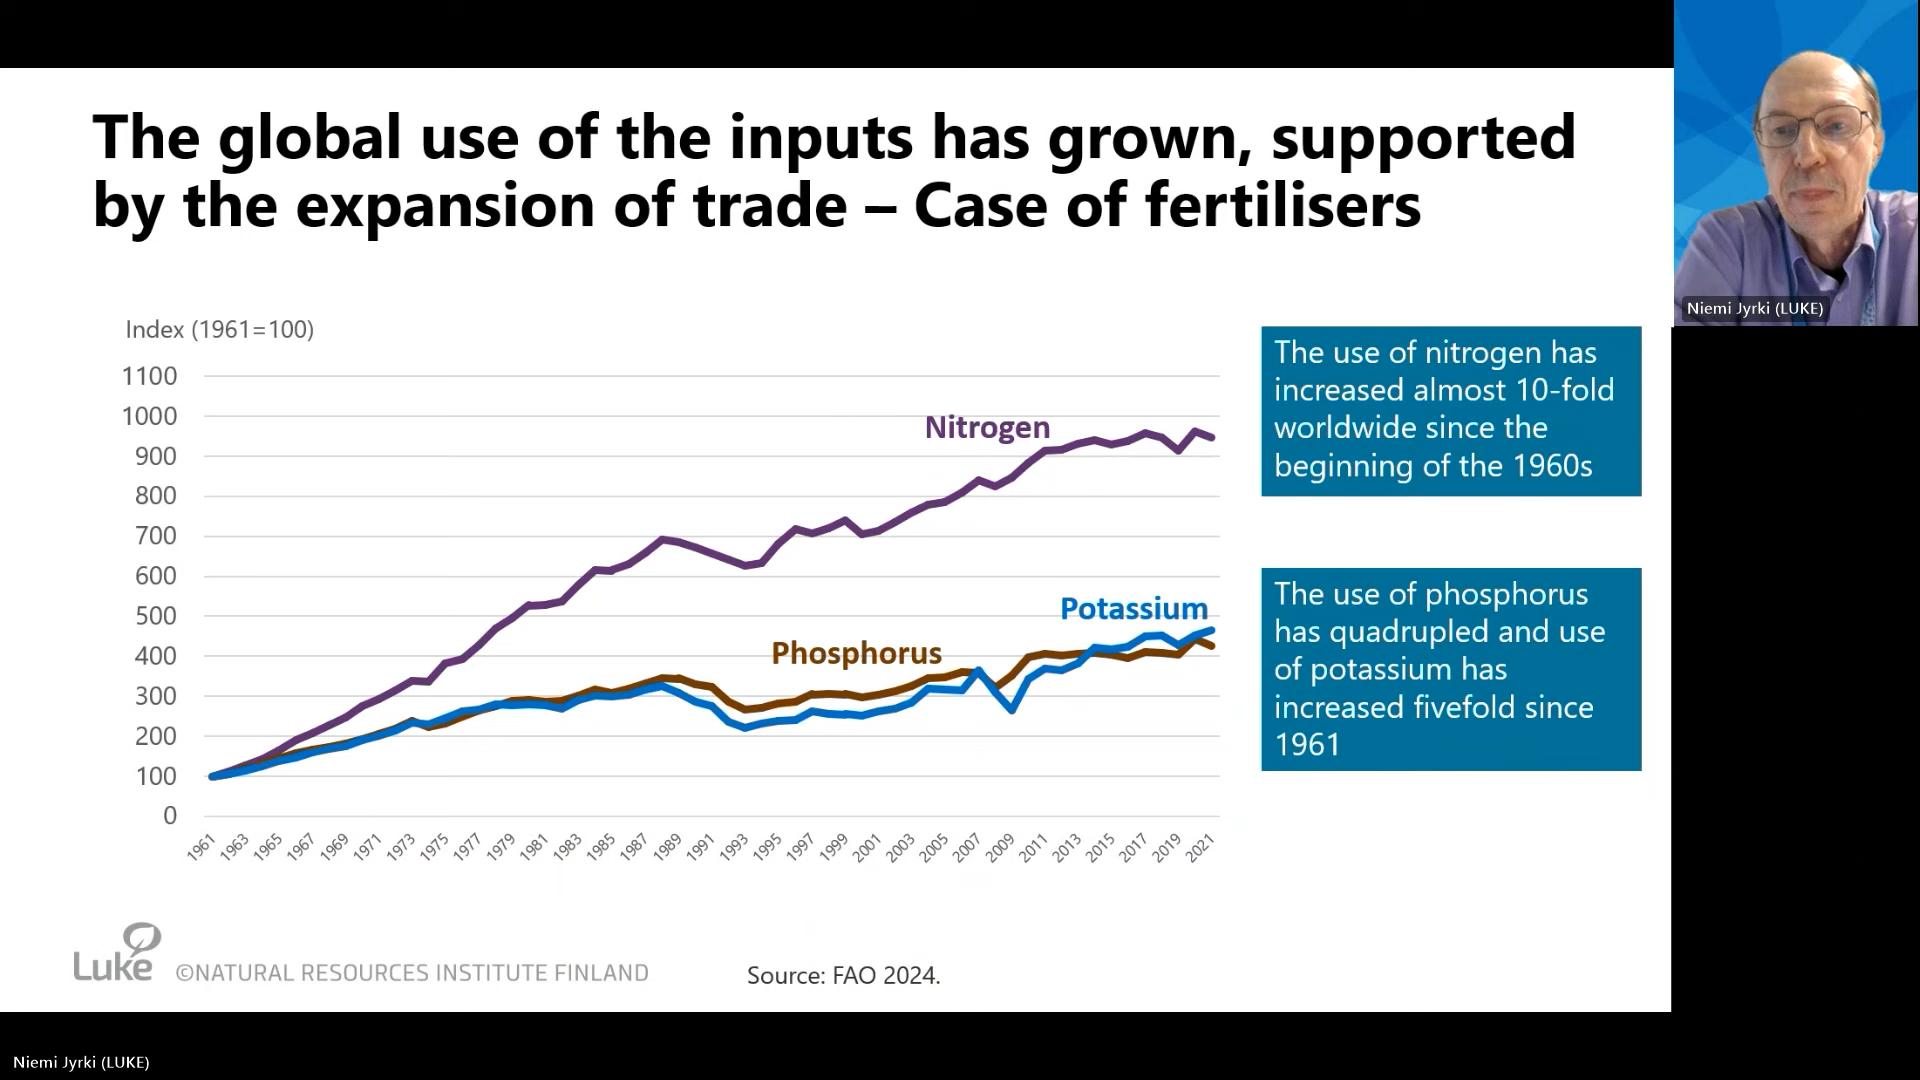 The global use of the inputs has grown, supported
by the expansion of trade – Case of fertilisers
Niemi Jyrki (LUKE)
Index (1961=100)
1100
1000
900
800
700
600
500
400
300
200
100
0
Nitrogen
Potassium
Phosphorus
1961
1963
1965
1967
1969
1971
1973
1975
1977
1979
1981
1983
1985
1987
1989
1991
1993
1995
1997
1999
2001
2003
2005
2007
2009
2011
2013
2015
2017
2019
2021
The use of nitrogen has
increased almost 10-fold
worldwide since the
beginning of the 1960s
The use of phosphorus
has quadrupled and use
of potassium has
increased fivefold since
1961
Luke
©NATURAL RESOURCES INSTITUTE FINLAND
Source: FAO 2024.
Niemi Jyrki (LUKE)